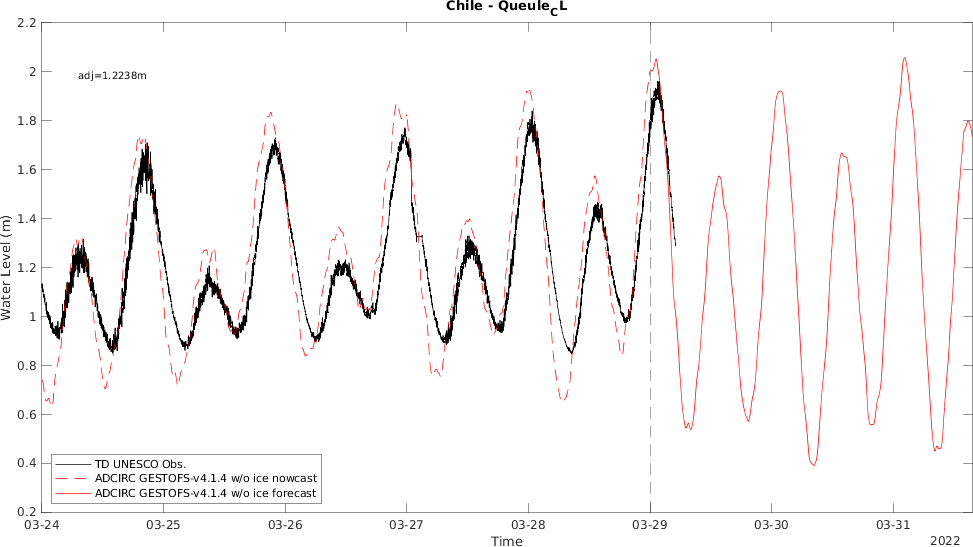 Chile - Queule_CL
2.2
2
1.8
1.6
1.4
1.2
1
0.8
0.6
0.4
0.2
Water Level (m)
adj=1.2238m
TD UNESCO Obs.
ADCIRC GESTOFS-v4.1.4 w/o ice nowcast
ADCIRC GESTOFS-v4.1.4 w/o ice forecast
03-24 03-25 03-26 03-27 03-28 03-29 03-30 03-31
Time
2022